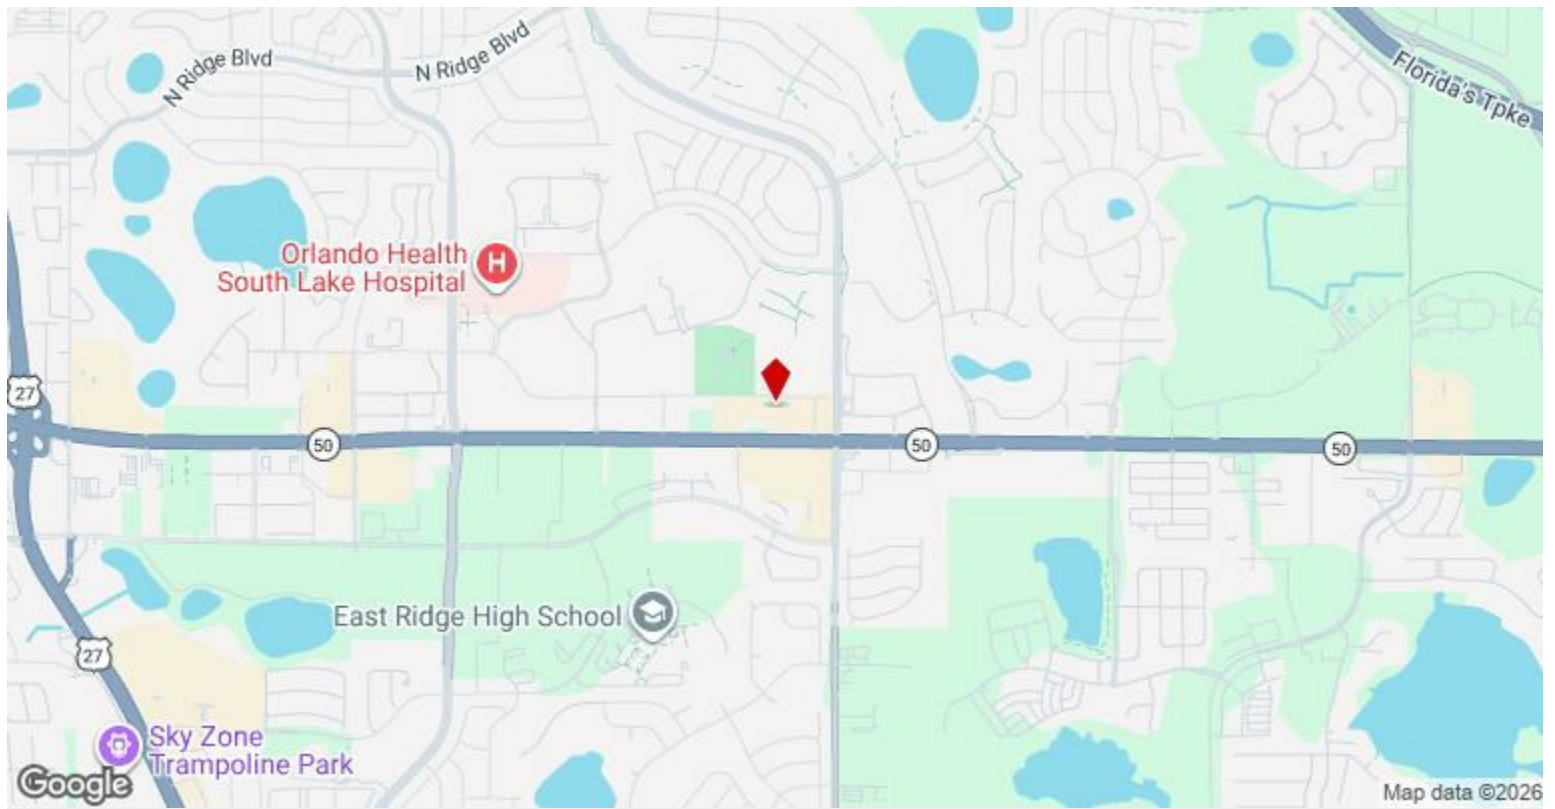 N Ridge Blvd
N Ridge Blvd
Florida's Tpke
Orlando Health
South Lake Hospital
H
27
50
50
50
East Ridge High School
27
Sky Zone
Trampoline Park
Google
Map data ©2026